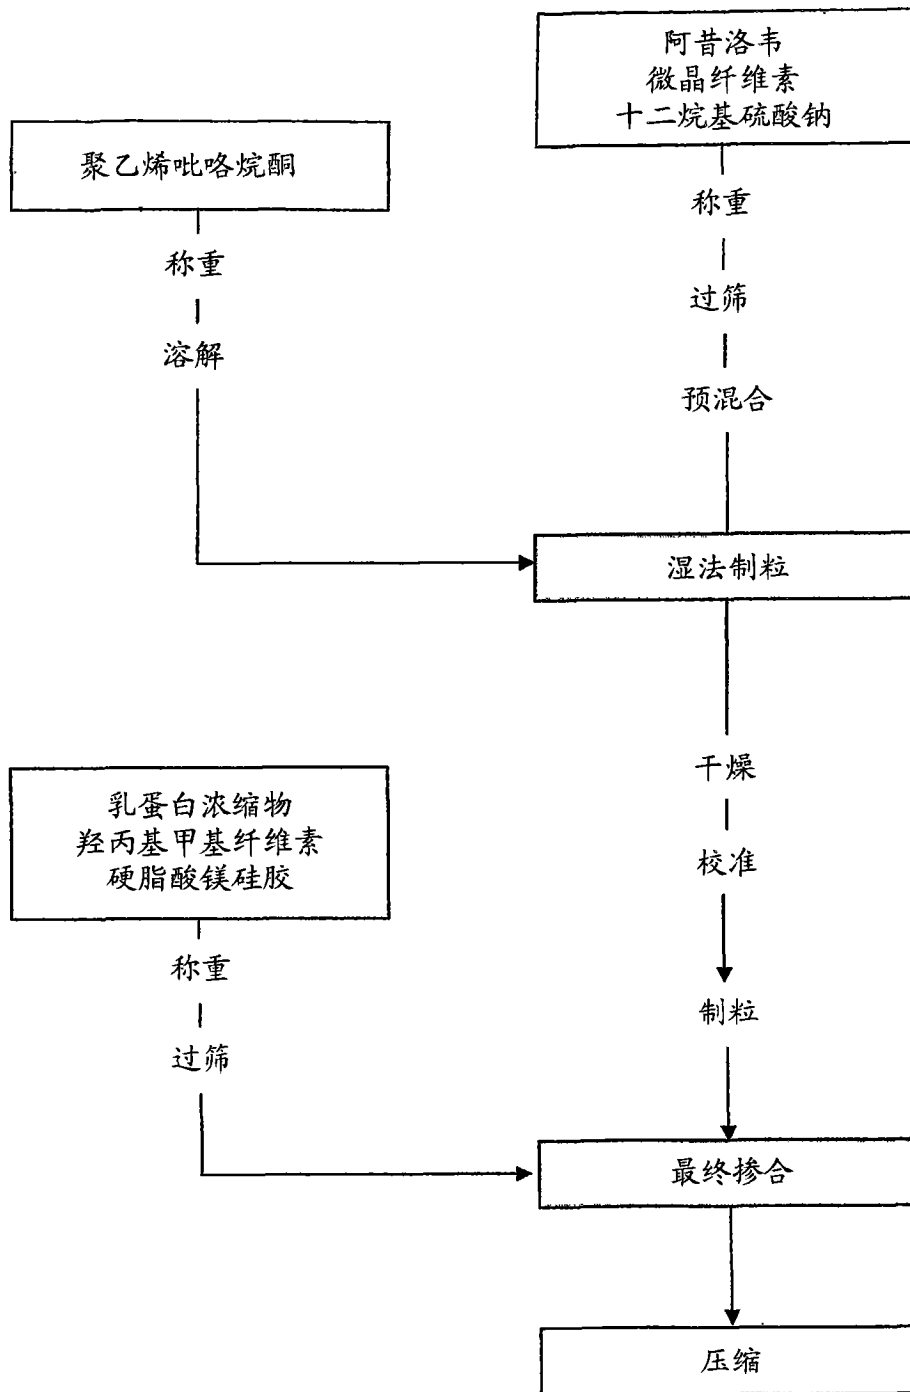 阿昔洛韦
微晶纤维素
十二烷基硫酸钠
聚乙烯吡咯烷酮
称重
过筛
预混合
称重
溶解
湿法制粒
干燥
校准
制粒
乳蛋白浓缩物
羟丙基甲基纤维素
硬脂酸镁硅胶
称重
过筛
最终掺合
压缩